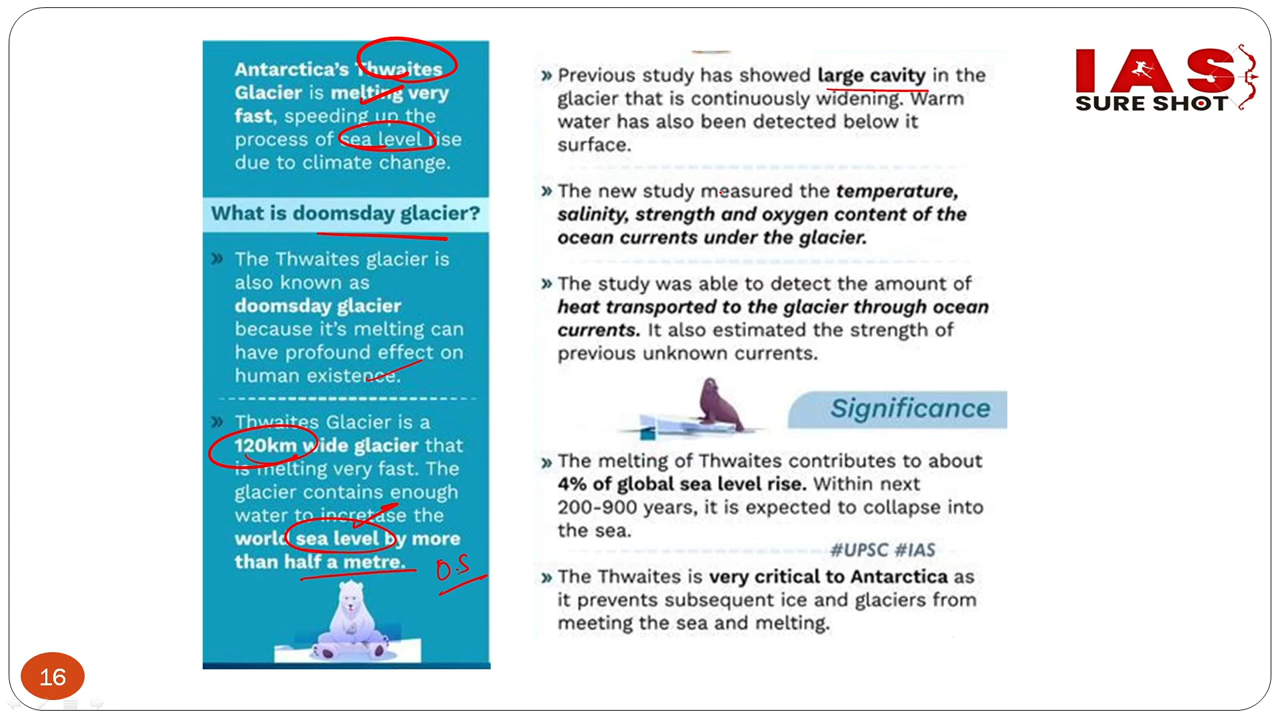 Antarctica's Thwaites
Glacier is melting very
fast, speeding up the
process of sea level rise
due to climate change.
What is doomsday glacier?
» The Thwaites glacier is
also known as
doomsday glacier
because it's melting can
have profound effect on
human existence.
» Thwaites Glacier is a
120km wide glacier that
is melting very fast. The
glacier contains enough
water to incretase the
world sea level by more
than half a metre.
0.5
» Previous study has showed large cavity in the
glacier that is continuously widening. Warm
water has also been detected below it
surface.
» The new study measured the temperature,
salinity, strength and oxygen content of the
ocean currents under the glacier.
» The study was able to detect the amount of
heat transported to the glacier through ocean
currents. It also estimated the strength of
previous unknown currents.
Significance
» The melting of Thwaites contributes to about
4% of global sea level rise. Within next
200-900 years, it is expected to collapse into
the sea.
#UPSC #IAS
» The Thwaites is very critical to Antarctica as
it prevents subsequent ice and glaciers from
meeting the sea and melting.
IAS
SURE SHOT
16